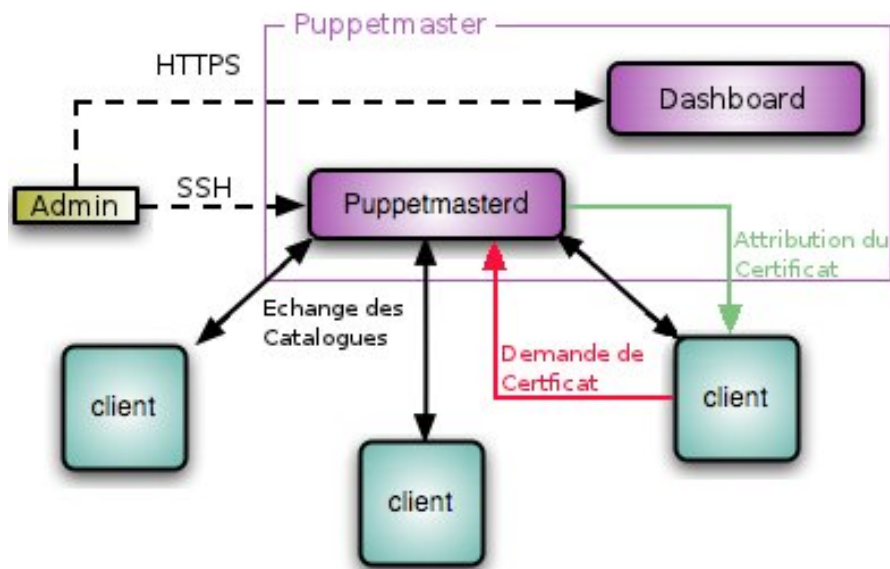 Puppetmaster
HTTPS
Dashboard
Admin
SSH
Puppetmasterd
Attribution du
Certificat
Echange des
Catalogues
Demande de
Certficat
client
client
client